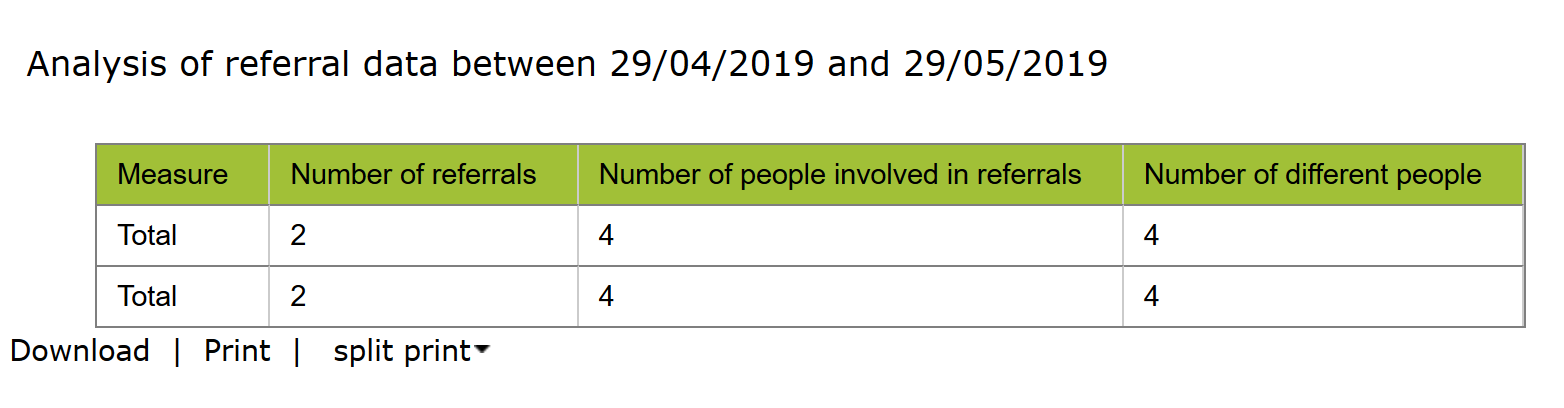 Analysis of referral data between 29/04/2019 and 29/05/2019
Measure Number of referrals Number of people involved in referrals Number of different people
Total 2 4 4
Total 2 4 4
Download | Print | split print